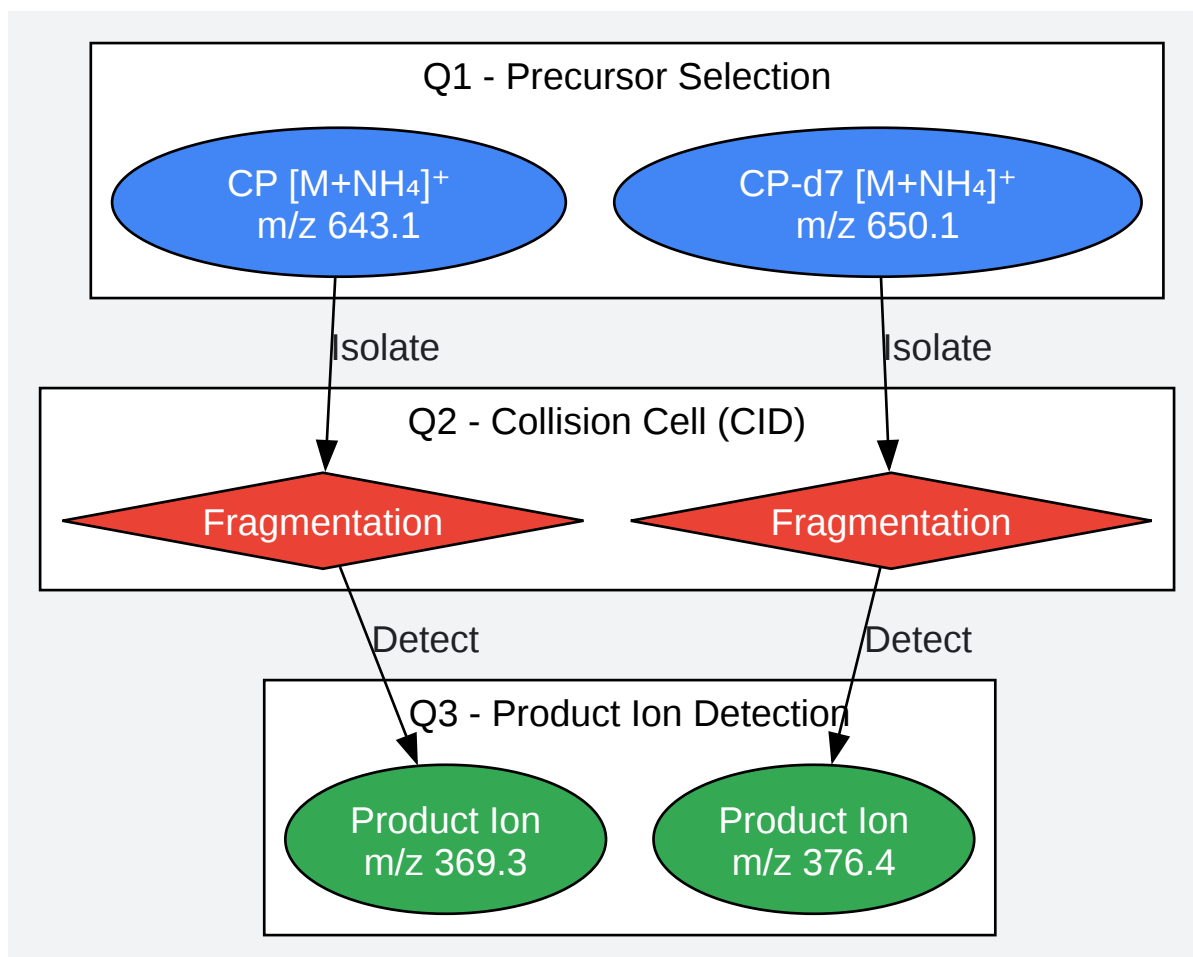 Q1 - Precursor Selection
CP [M+NH₄]⁺
m/z 643.1
CP-d7 [M+NH₄]⁺
m/z 650.1
Isolate
Isolate
Q2 - Collision Cell (CID)
Fragmentation
Fragmentation
Detect
Detect
Q3 - Product Ion Detection
Product Ion
m/z 369.3
Product Ion
m/z 376.4